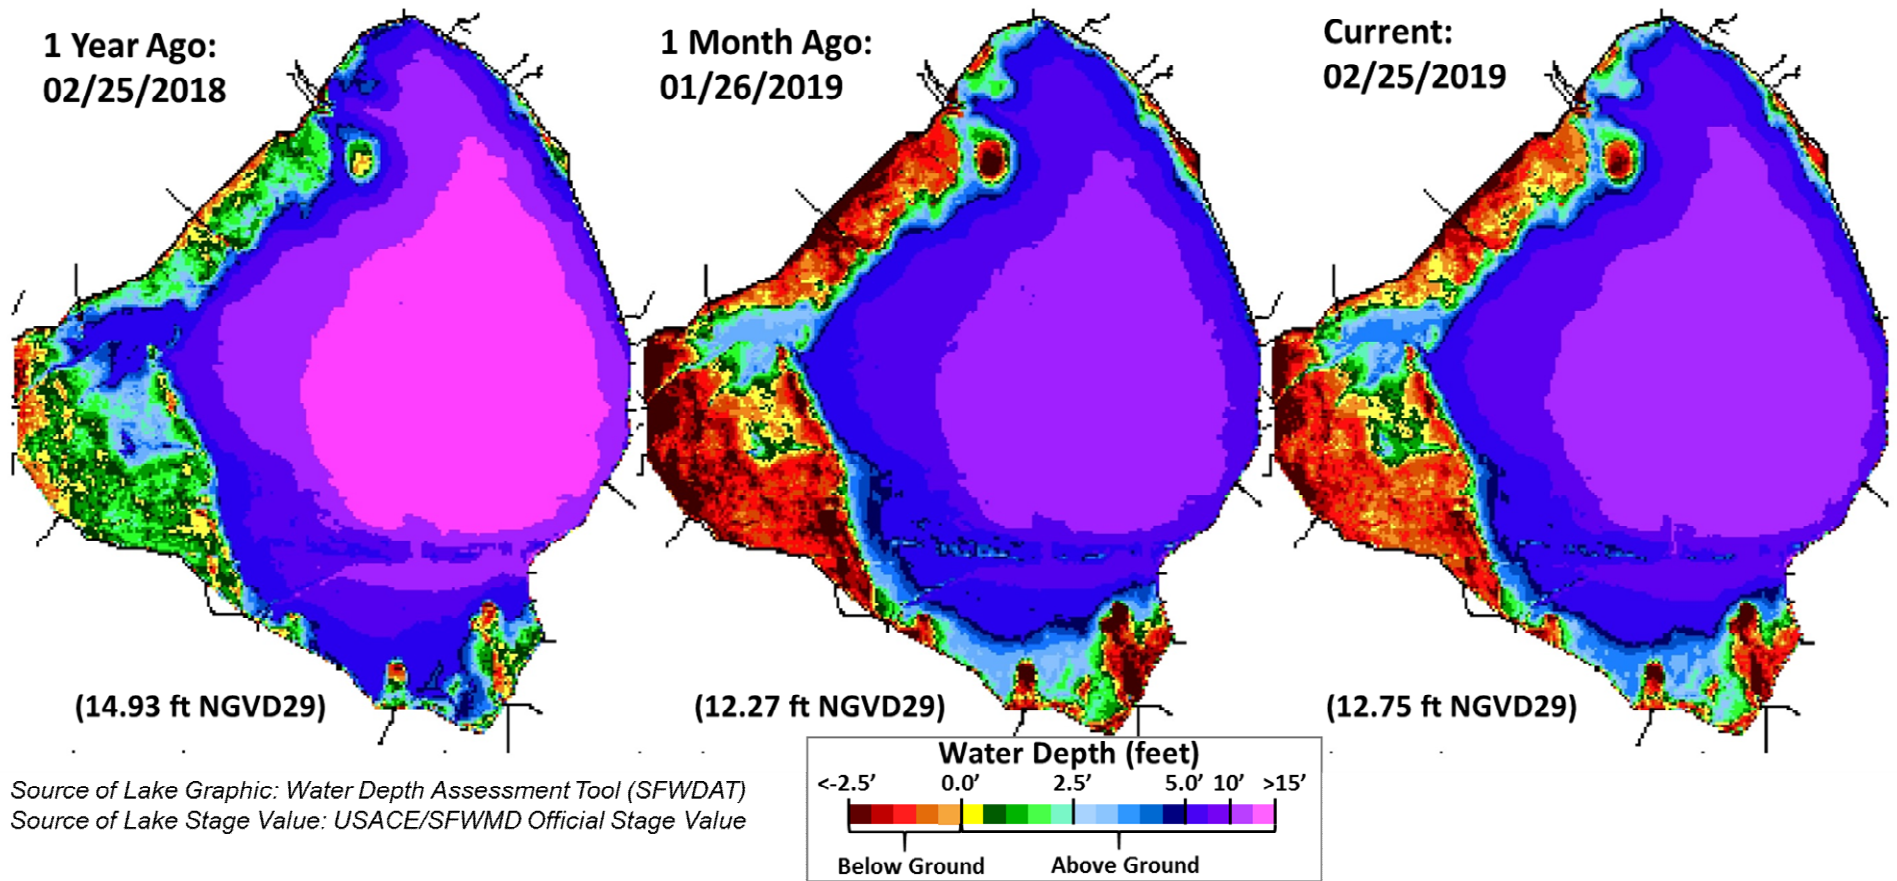 1 Year Ago:
02/25/2018
1 Month Ago:
01/26/2019
Current:
02/25/2019
(14.93 ft NGVD29)
(12.27 ft NGVD29)
(12.75 ft NGVD29)
Water Depth (feet)
<-2.5’ 0.0’ 2.5’ 5.0’ 10’ >15’
Below Ground Above Ground
Source of Lake Graphic: Water Depth Assessment Tool (SFWDAT)
Source of Lake Stage Value: USACE/SFWMD Official Stage Value